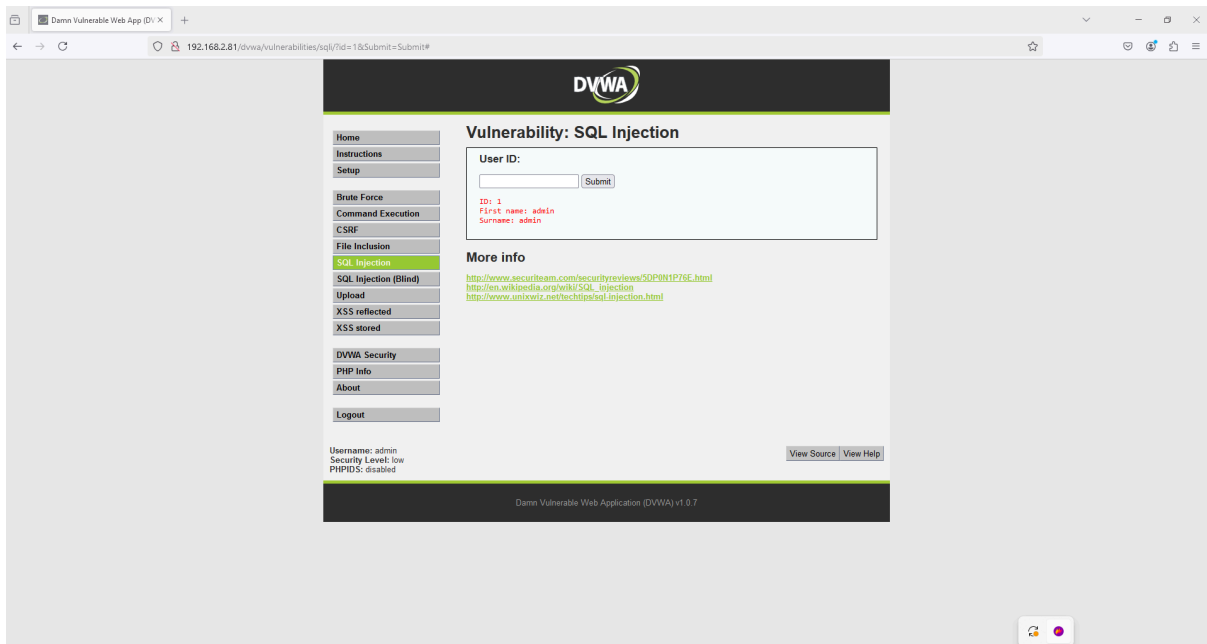 Damn Vulnerable Web App (DV
192.168.2.81/dvwa/vulnerabilities/sqli/?id=1&Submit=Submit#
DVWA
Home
Instructions
Setup
Brute Force
Command Execution
CSRF
File Inclusion
SQL Injection
SQL Injection (Blind)
Upload
XSS reflected
XSS stored
DVWA Security
PHP Info
About
Logout
Vulnerability: SQL Injection
User ID:
Submit
ID: 1
First name: admin
Surname: admin
More info
http://www.securiteam.com/securityreviews/5DP0N1P76E.html
http://en.wikipedia.org/wiki/SQL_injection
http://www.unixwiz.net/techtips/sql-injection.html
Username: admin
Security Level: low
PHPIDS: disabled
View Source View Help
Damn Vulnerable Web Application (DVWA) v1.0.7